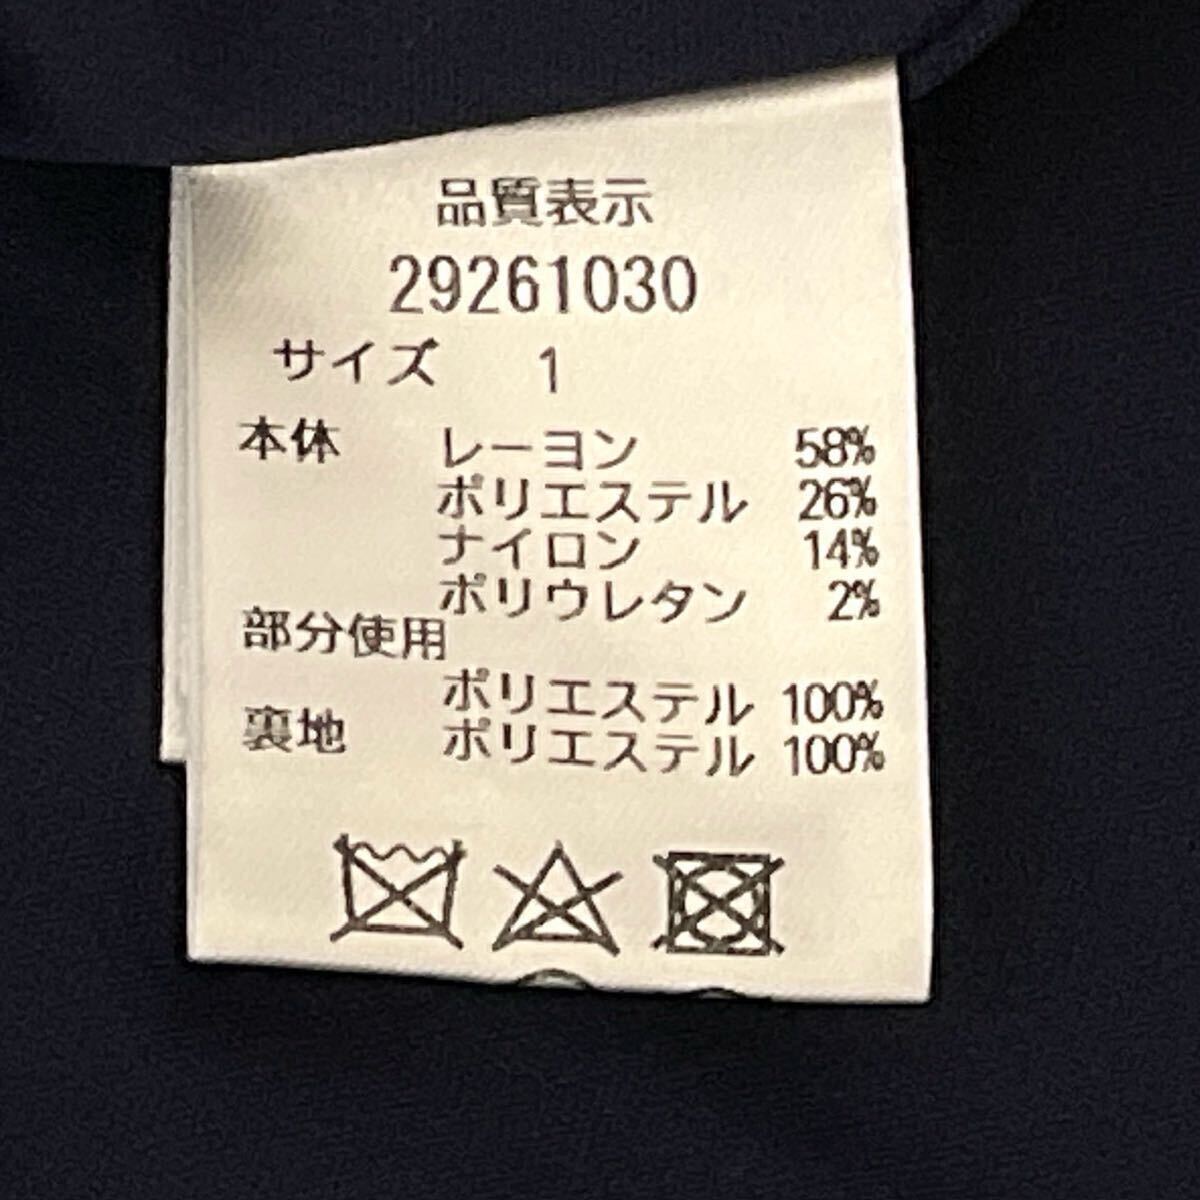 品質表示
29261030
サイズ 1
本体 レーヨン 58%
ポリエステル 26%
ナイロン 14%
ポリウレタン 2%
部分使用
ポリエステル 100%
裏地 ポリエステル 100%